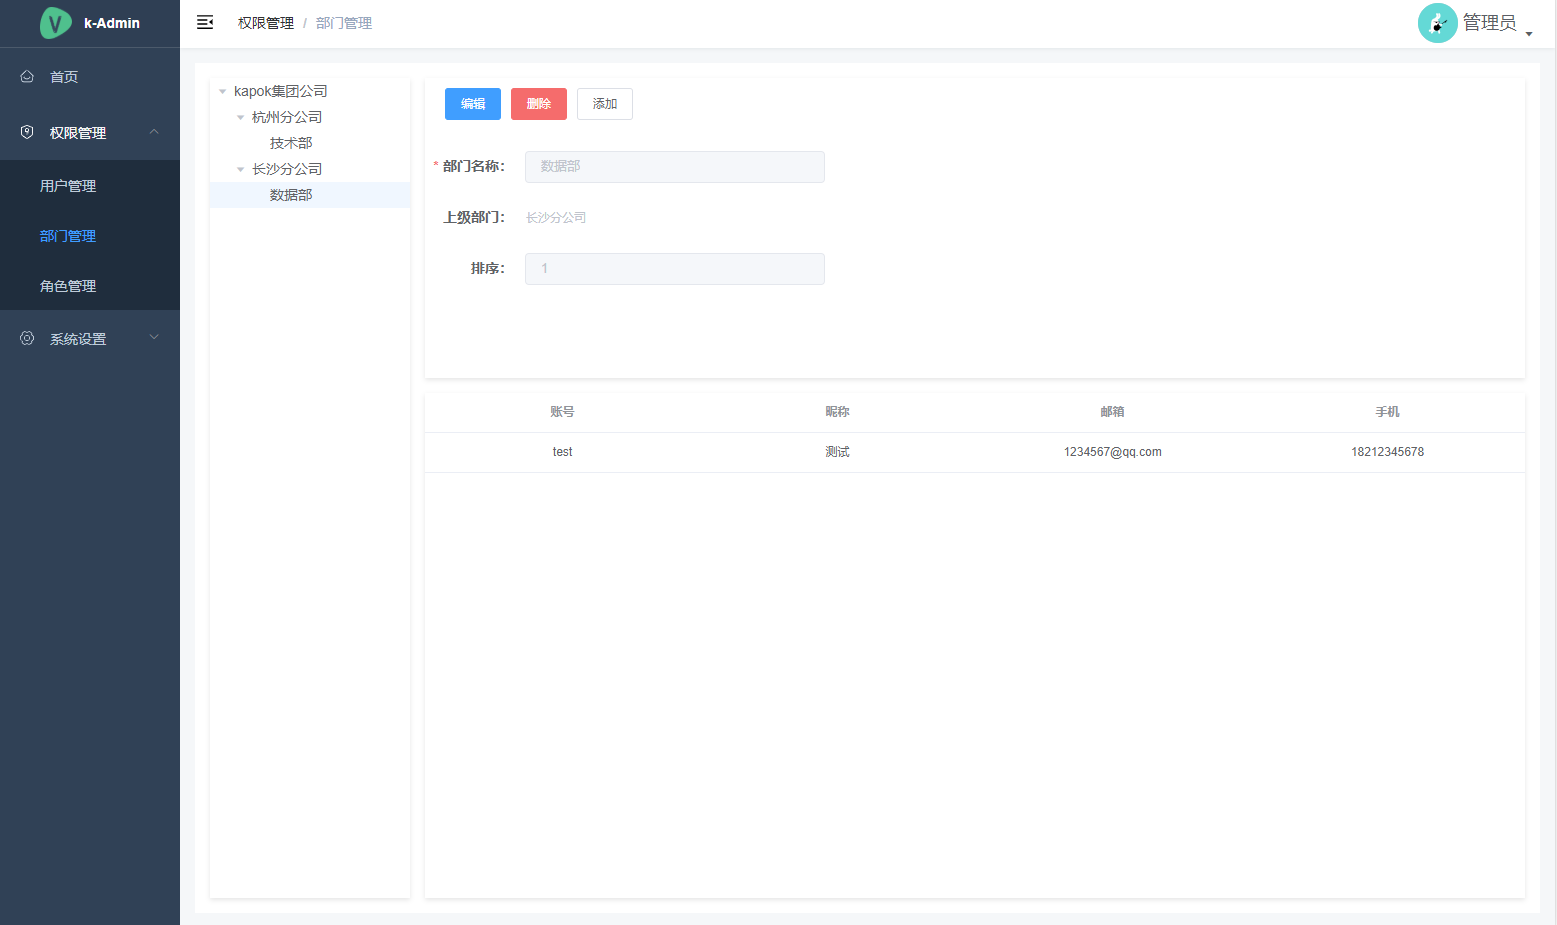 k-Admin
首页
权限管理
用户管理
部门管理
角色管理
系统设置
权限管理 / 部门管理
管理员
kapok集团公司
杭州分公司
技术部
长沙分公司
数据部
编辑 删除 添加
* 部门名称： 数据部
上级部门： 长沙分公司
排序： 1
账号 昵称 邮箱 手机
test 测试 1234567@qq.com 18212345678